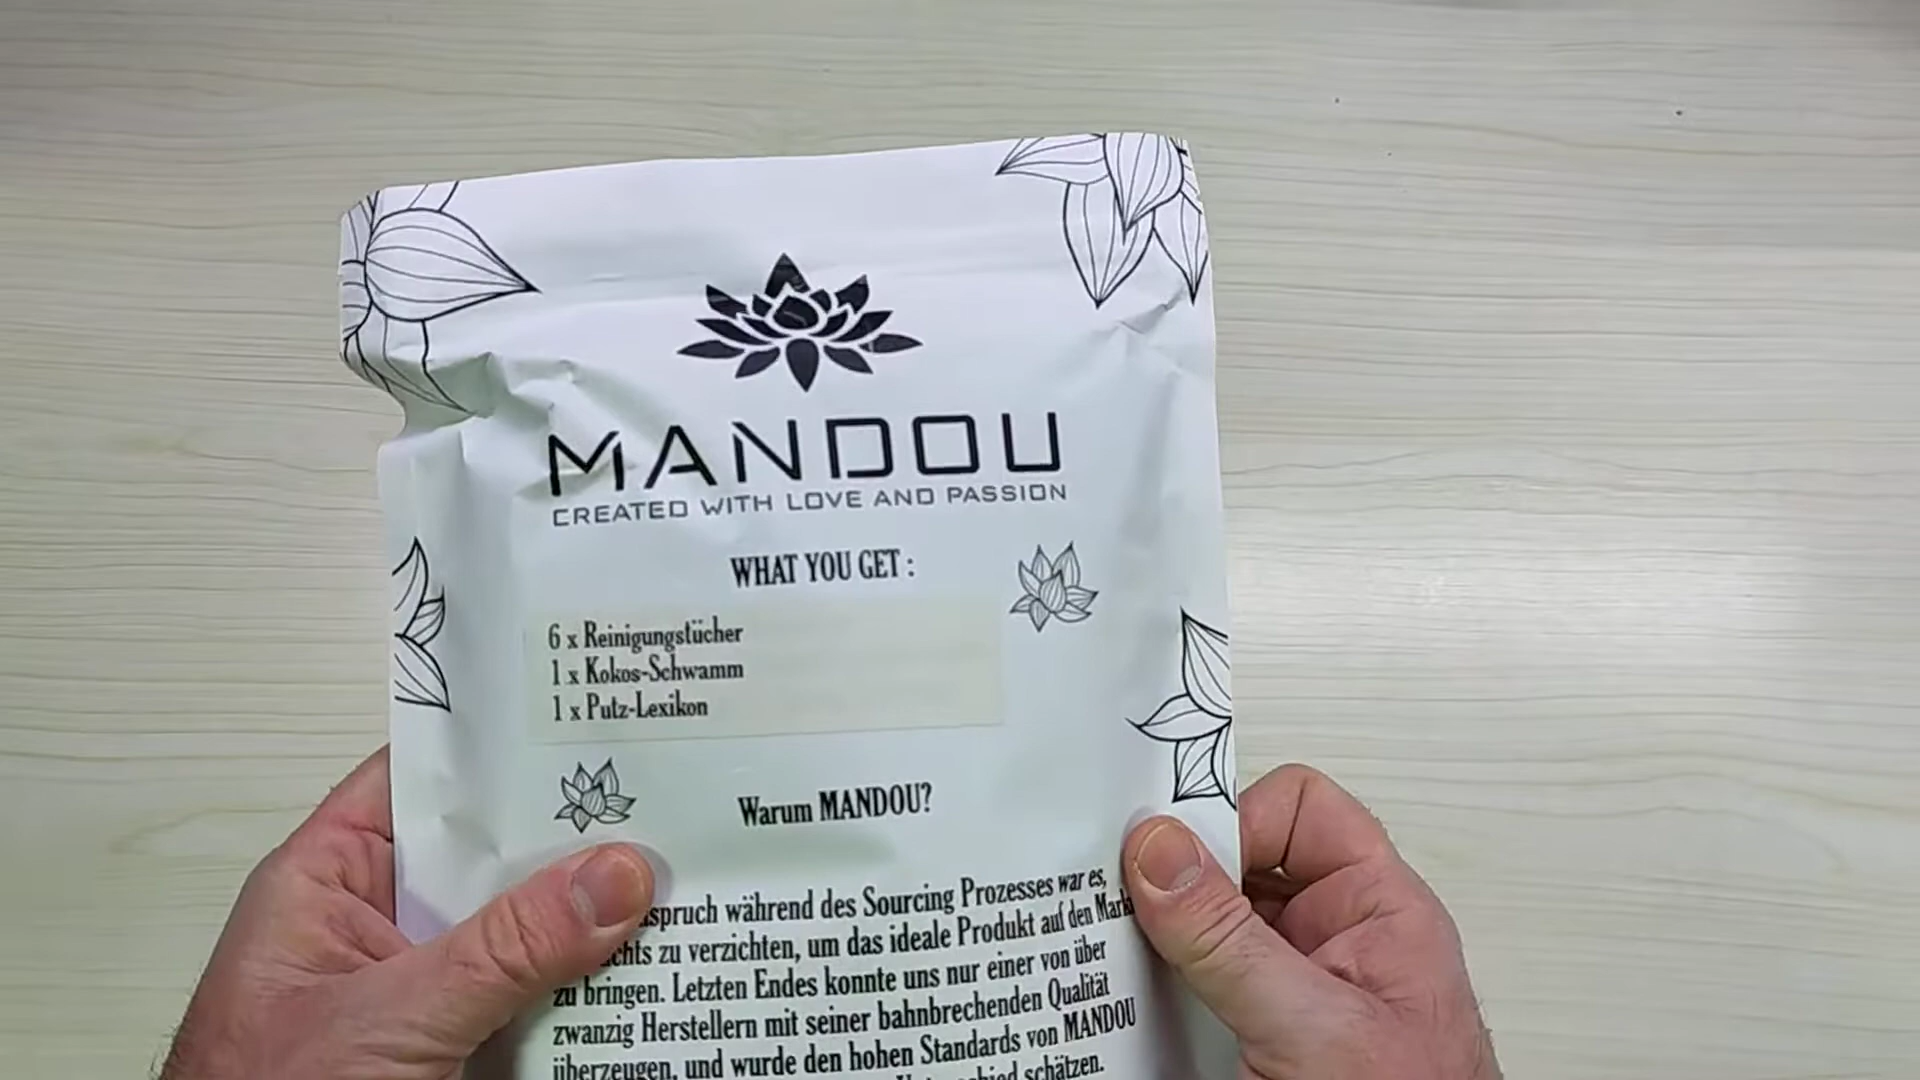 MANDOU
CREATED WITH LOVE AND PASSION
WHAT YOU GET :
6 x Reinigungstücher
1 x Kokos-Schwamm
1 x Putz-Lexikon
Warum MANDOU?
während des Sourcing Prozesses war es,
zu verzichten, um das ideale Produkt auf den Markt
zu bringen. Letzten Endes konnte uns nur einer von über
zwanzig Herstellern mit seiner bahnbrechenden Qualität
überzeugen, und wurde den hohen Standards von MANDOU
schätzen.